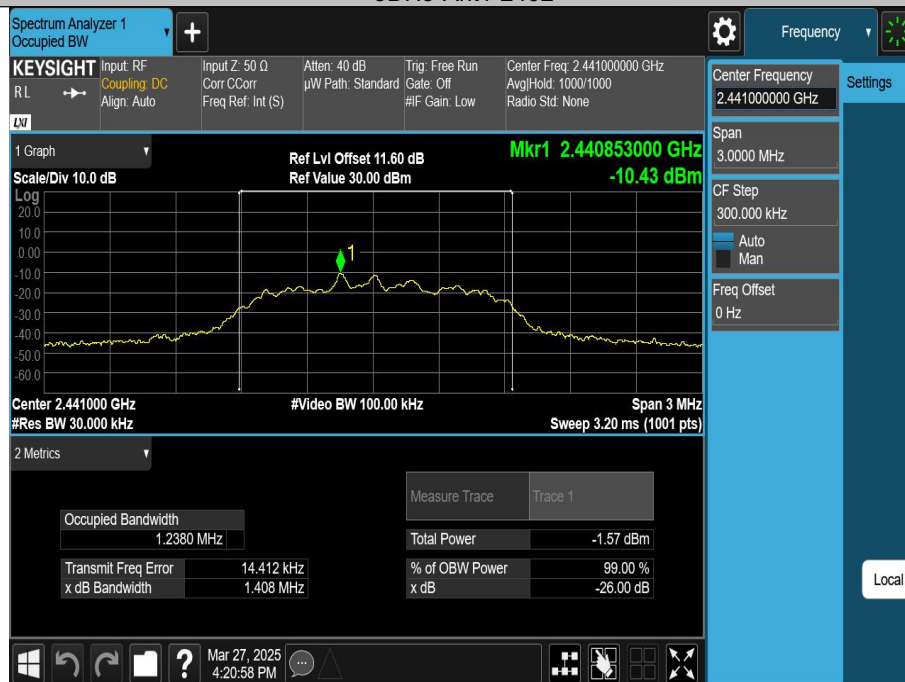 Spectrum Analyzer 1
Occupied BW
Frequency
KEYSIGHT
RL
LXI
Input: RF
Coupling: DC
Align: Auto
Input Z: 50 Ω
Corr CCorr
Freq Ref: Int (S)
Atten: 40 dB
µW Path: Standard
Trig: Free Run
Gate: Off
#IF Gain: Low
Center Freq: 2.441000000 GHz
Avg|Hold: 1000/1000
Radio Std: None
Center Frequency
2.441000000 GHz
Settings
Span
3.0000 MHz
CF Step
300.000 kHz
Auto
Man
Freq Offset
0 Hz
Local
1 Graph
Scale/Div 10.0 dB
Ref Lvl Offset 11.60 dB
Ref Value 30.00 dBm
Mkr1 2.440853000 GHz
-10.43 dBm
Log
20.0
10.0
0.00
-10.0
-20.0
-30.0
-40.0
-50.0
-60.0
1
Center 2.441000 GHz
#Res BW 30.000 kHz
#Video BW 100.00 kHz
Span 3 MHz
Sweep 3.20 ms (1001 pts)
2 Metrics
Measure Trace Trace 1
Occupied Bandwidth
1.2380 MHz
Total Power -1.57 dBm
Transmit Freq Error 14.412 kHz
% of OBW Power 99.00 %
x dB Bandwidth 1.408 MHz
x dB -26.00 dB
Mar 27, 2025
4:20:58 PM